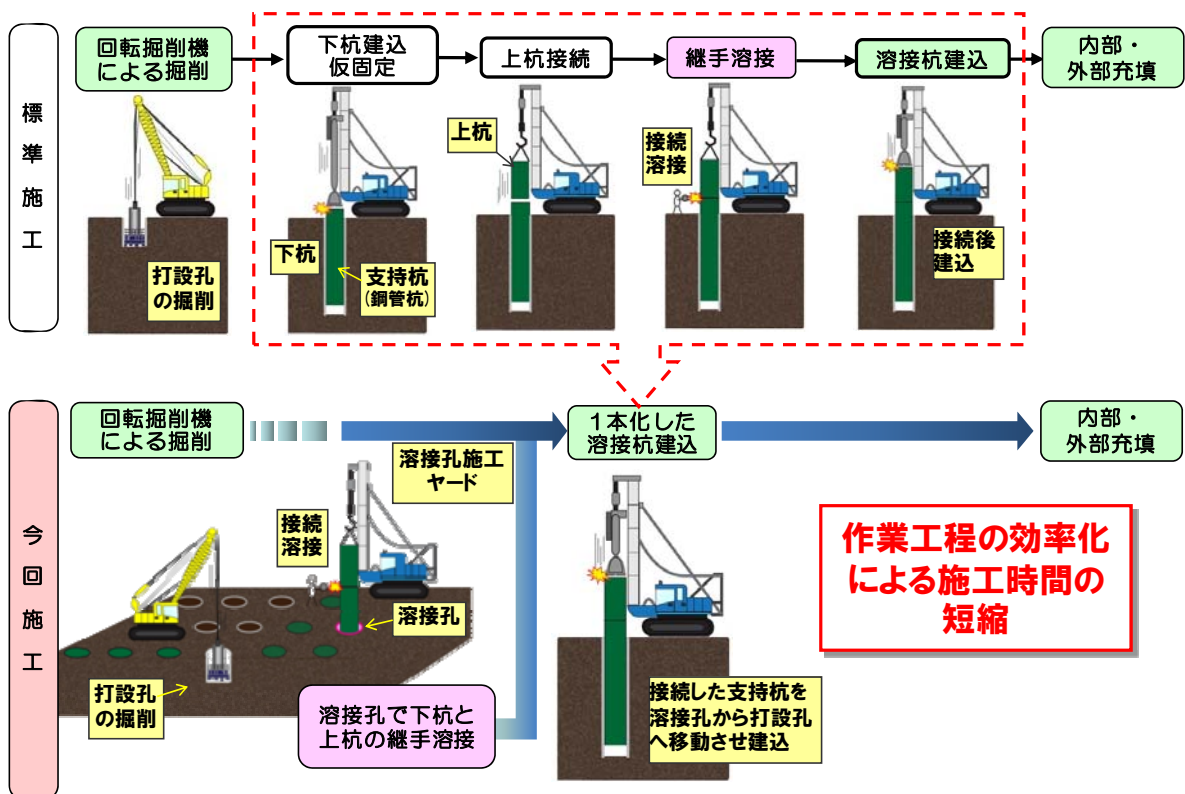 標準施工
回転掘削機
による掘削
下杭建込
仮固定
上杭接続
継手溶接
溶接杭建込
内部・
外部充填
打設孔
の掘削
下杭
支持杭
(鋼管杭)
上杭
接続
溶接
接続後
建込
今回施工
回転掘削機
による掘削
1本化した
溶接杭建込
内部・
外部充填
溶接孔施工
ヤード
接続
溶接
溶接孔
打設孔
の掘削
溶接孔で下杭と
上杭の継手溶接
接続した支持杭を
溶接孔から打設孔
へ移動させ建込
作業工程の効率化
による施工時間の
短縮